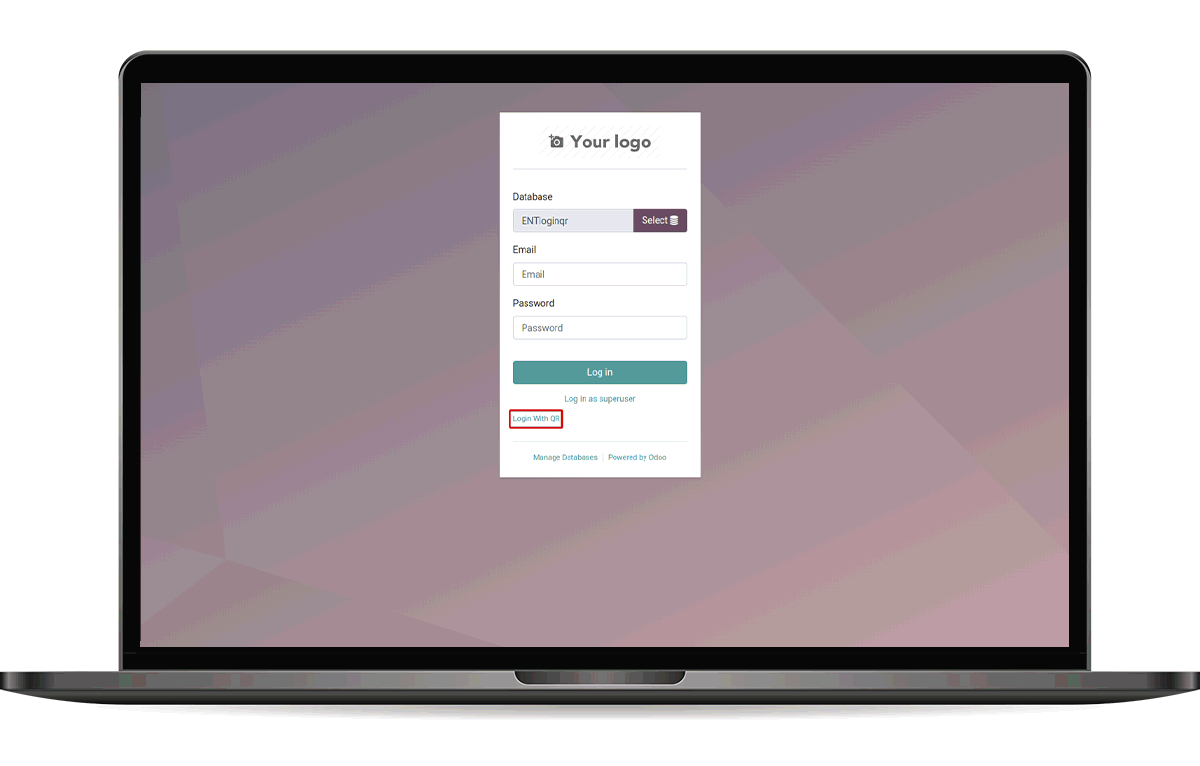 Your logo
Database
ENTloginqr Select
Email
Email
Password
Password
Log in
Log in as superuser
Login With QR
Manage Databases | Powered by Odoo